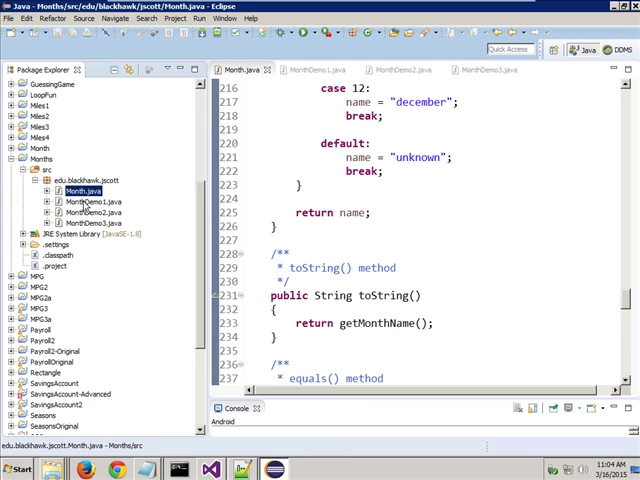 Java - Months/src/edu/blackhawk/jscott/Month.java - Eclipse
File Edit Refactor Source Navigate Search Project Run Window Help
Quick Access
Java
DDMS
Package Explorer
GuessingGame
LoopFun
Miles1
Miles2
Miles3
Miles4
Month
Months
src
edu.blackhawk.jscott
Month.java
MonthDemo1.java
MonthDemo2.java
MonthDemo3.java
JRE System Library [JavaSE-1.8]
.settings
.classpath
.project
MPG
MPG2
MPG2a
MPG3
MPG3a
Payroll
Payroll2
Payroll2-Original
PayrollOriginal
Rectangle
SavingsAccount
SavingsAccount-Advanced
SavingsAccount2
Seasons
SeasonsOriginal
Month.java MonthDemo1.java MonthDemo2.java MonthDemo3.java
216 case 12:
217 name = "december";
218 break;
219
220 default:
221 name = "unknown";
222 break;
223 }
224
225 return name;
226 }
227
228 /**
229 * toString() method
230 */
231 public String toString()
232 {
233 return getMonthName();
234 }
235
236 /**
237 * equals() method
Console
Android
edu.blackhawk.jscott.Month.java - Months/src
Start
11:04 AM
3/16/2015